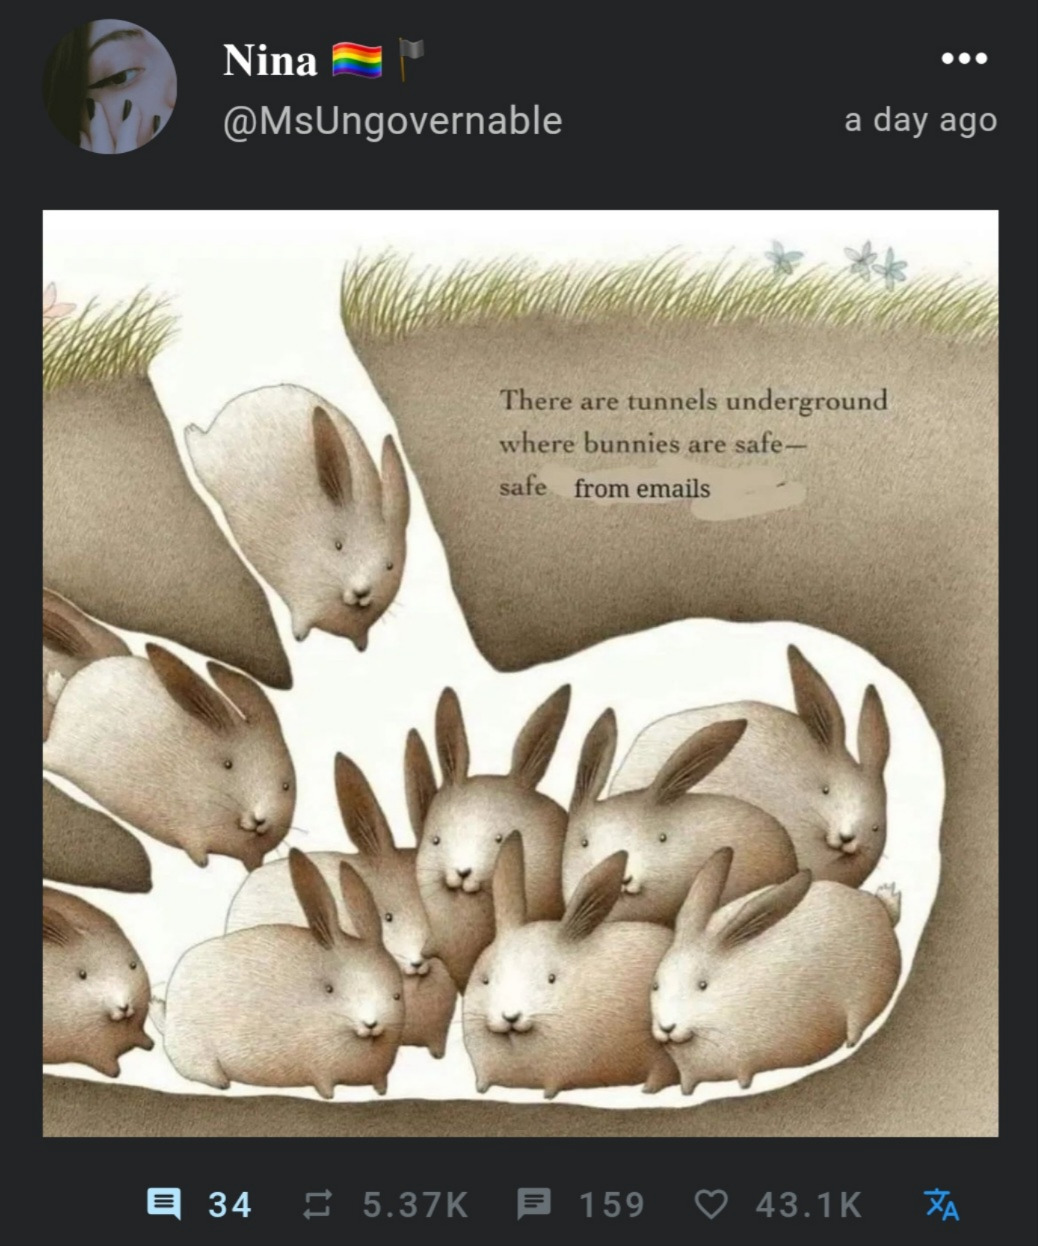 Nina 🏳️‍🌈 🏴
@MsUngovernable
a day ago
There are tunnels underground
where bunnies are safe—
safe from emails
34 5.37K 159 43.1K